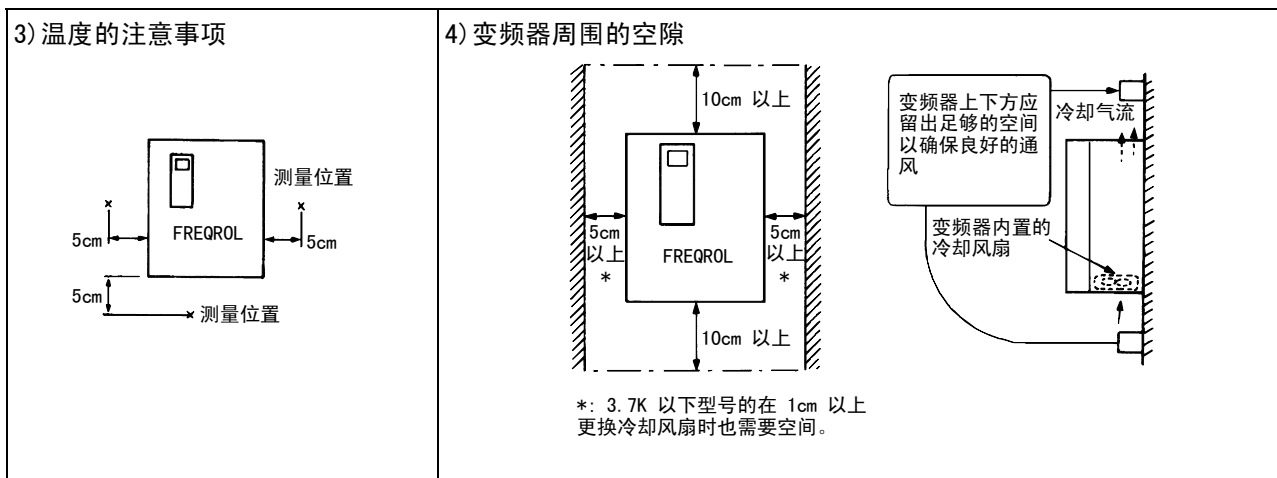 3)温度的注意事项
测量位置
5cm
FREQROL
5cm
5cm
测量位置
4)变频器周围的空隙
10cm 以上
5cm
以上
*
FREQROL
5cm
以上
*
10cm 以上
*: 3.7K 以下型号的在 1cm 以上
更换冷却风扇时也需要空间。
变频器上下方应
留出足够的空间
以确保良好的通
风
冷却气流
变频器内置的
冷却风扇